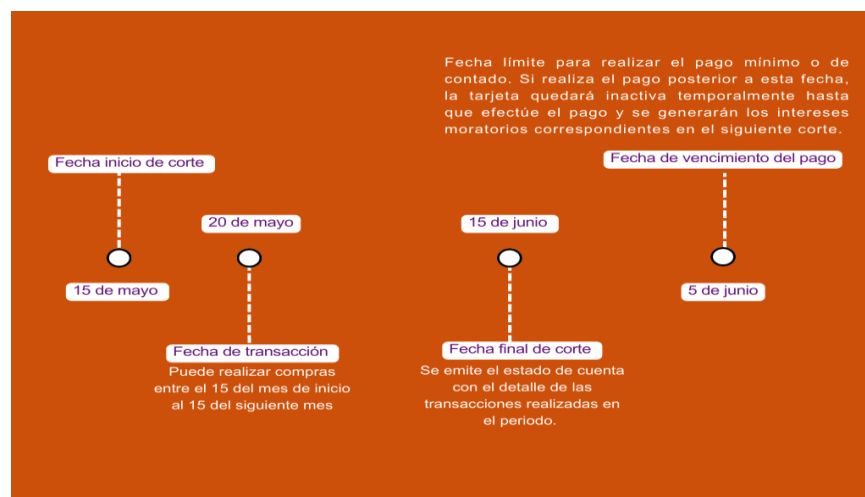 Fecha límite para realizar el pago mínimo o de
contado. Si realiza el pago posterior a esta fecha,
la tarjeta quedará inactiva temporalmente hasta
que efectúe el pago y se generarán los intereses
moratorios correspondientes en el siguiente corte.
Fecha inicio de corte
Fecha de vencimiento del pago
20 de mayo
15 de junio
15 de mayo
5 de junio
Fecha de transacción
Puede realizar compras
entre el 15 del mes de inicio
al 15 del siguiente mes
Fecha final de corte
Se emite el estado de cuenta
con el detalle de las
transacciones realizadas en
el periodo.